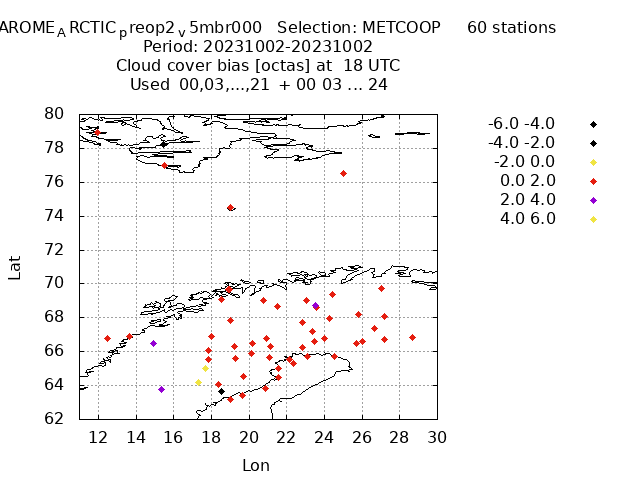 AROME_ARCTIC_preop2_v5mbr000 Selection: METCOOP 60 stations
Period: 20231002-20231002
Cloud cover bias [octas] at 18 UTC
Used 00,03,...,21 + 00 03 ... 24
80
78
76
74
72
70
68
66
64
62
Lat
12 14 16 18 20 22 24 26 28 30
Lon
-6.0 -4.0
-4.0 -2.0
-2.0 0.0
0.0 2.0
2.0 4.0
4.0 6.0